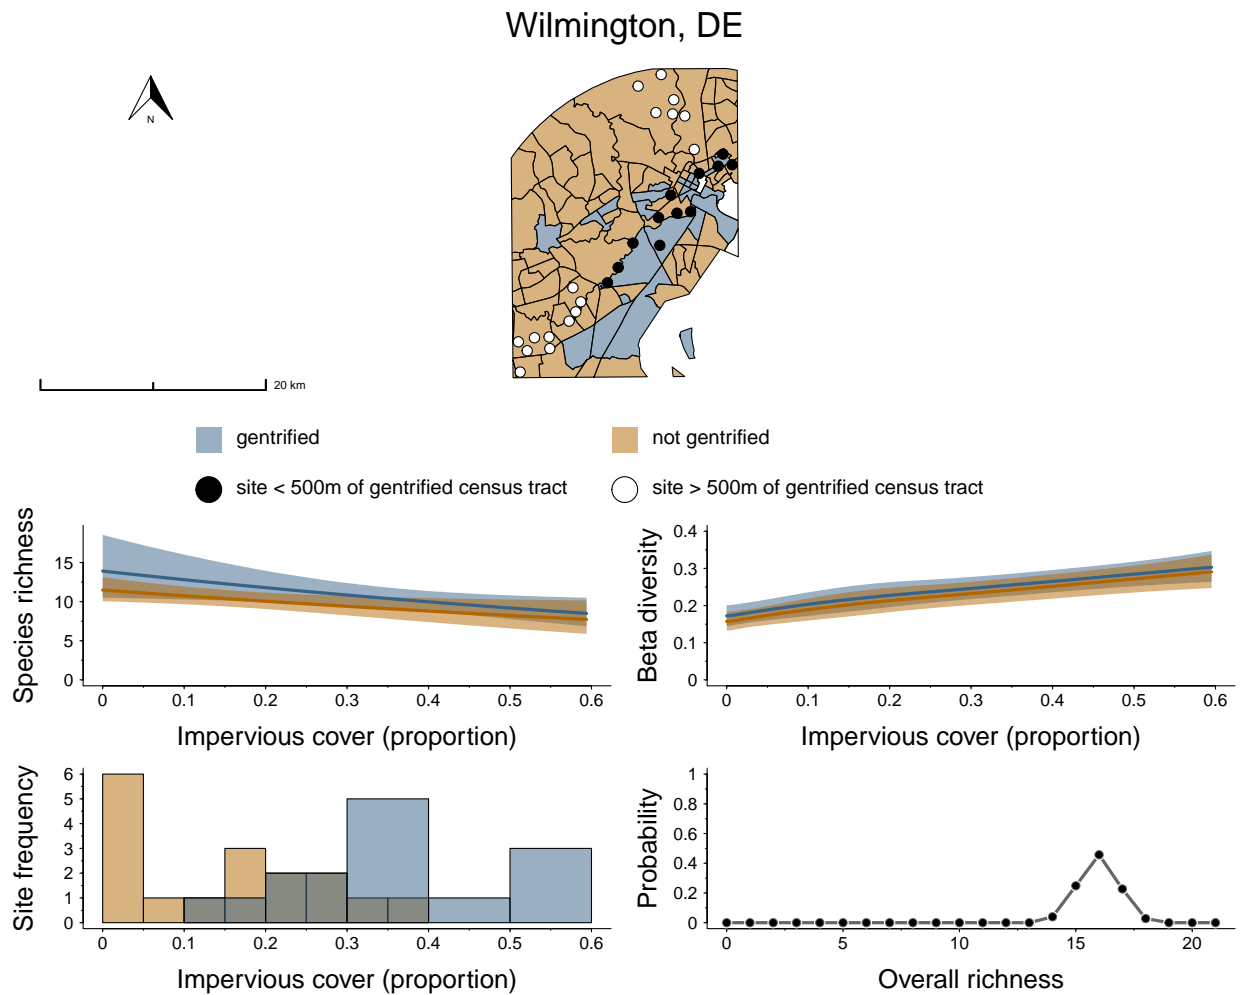 Wilmington, DE
N
20 km
gentrified
not gentrified
site < 500m of gentrified census tract
site > 500m of gentrified census tract
Species richness
15
10
5
0
0 0.1 0.2 0.3 0.4 0.5 0.6
Impervious cover (proportion)
Beta diversity
0.4
0.3
0.2
0.1
0
0 0.1 0.2 0.3 0.4 0.5 0.6
Impervious cover (proportion)
Site frequency
6
5
4
3
2
1
0
0 0.1 0.2 0.3 0.4 0.5 0.6
Impervious cover (proportion)
Probability
1
0.8
0.6
0.4
0.2
0
0 5 10 15 20
Overall richness